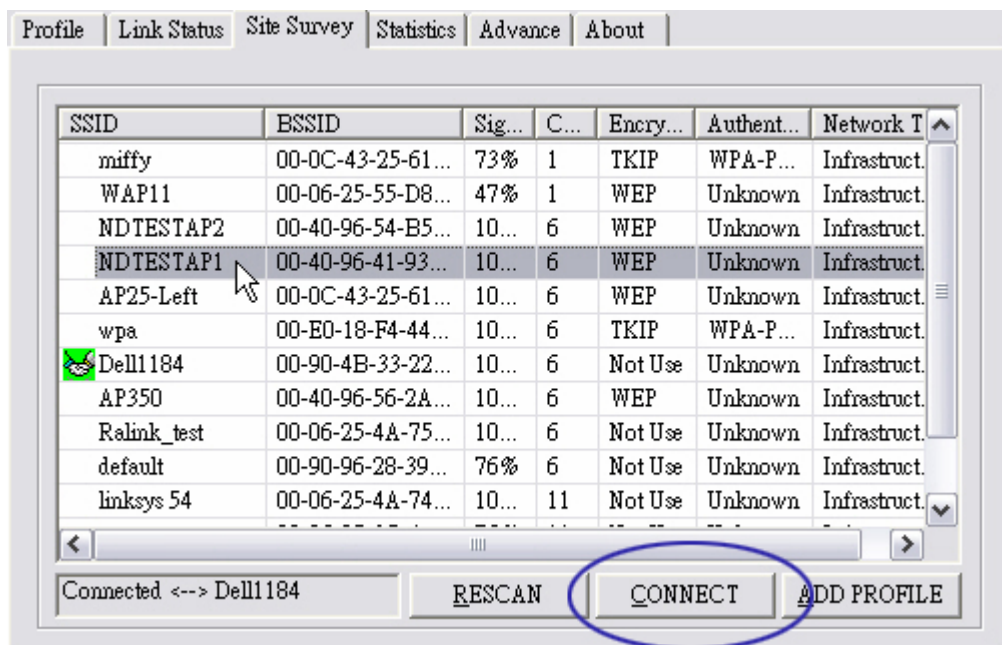 Profile Link Status Site Survey Statistics Advance About
SSID BSSID Sig... C... Encry... Authent... Network T
miffy 00-0C-43-25-61... 73% 1 TKIP WPA-P... Infrastruct.
WAP11 00-06-25-55-D8... 47% 1 WEP Unknown Infrastruct.
NDTESTAP2 00-40-96-54-B5... 10... 6 WEP Unknown Infrastruct.
NDTESTAP1 00-40-96-41-93... 10... 6 WEP Unknown Infrastruct.
AP25-Left 00-0C-43-25-61... 10... 6 WEP Unknown Infrastruct.
wpa 00-E0-18-F4-44... 10... 6 TKIP WPA-P... Infrastruct.
Dell1184 00-90-4B-33-22... 10... 6 Not Use Unknown Infrastruct.
AP350 00-40-96-56-2A... 10... 6 WEP Unknown Infrastruct.
Ralink_test 00-06-25-4A-75... 10... 6 Not Use Unknown Infrastruct.
default 00-90-96-28-39... 76% 6 Not Use Unknown Infrastruct.
linksys 54 00-06-25-4A-74... 10... 11 Not Use Unknown Infrastruct.
Connected <--> Dell1184 RESCAN CONNECT ADD PROFILE